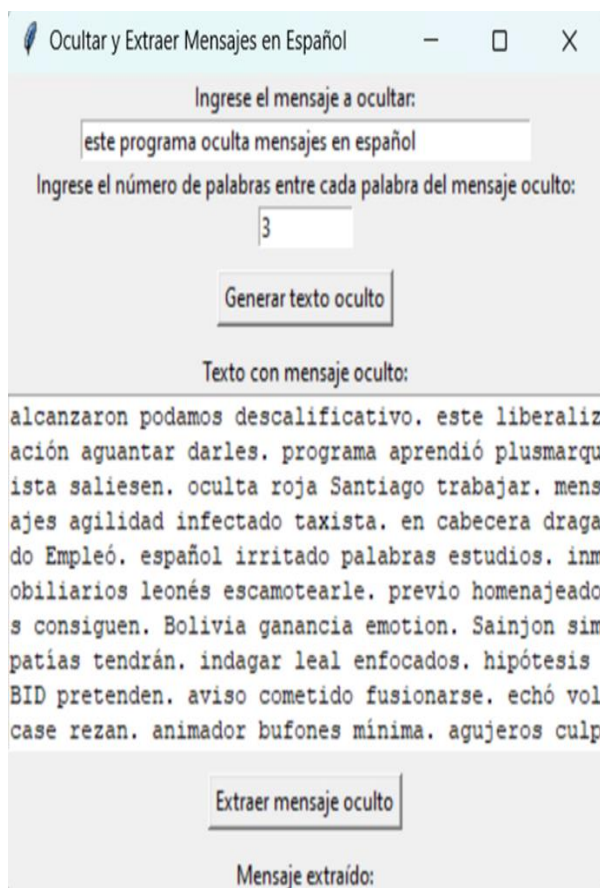 Ocultar y Extraer Mensajes en Español
Ingrese el mensaje a ocultar:
este programa oculta mensajes en español
Ingrese el número de palabras entre cada palabra del mensaje oculto:
3
Generar texto oculto
Texto con mensaje oculto:
alcanzaron podamos descalificativo. este liberaliz
ación aguantar darles. programa aprendió plusmarqu
ista saliesen. oculta roja Santiago trabajar. mens
ajes agilidad infectado taxista. en cabecera draga
do Empleó. español irritado palabras estudios. inm
obiliarios leonés escamotearle. previo homenajeado
s consiguen. Bolivia ganancia emotion. Sainjon sim
patías tendrán. indagar leal enfocados. hipótesis
BID pretenden. aviso cometido fusionarse. echó vol
case rezan. animador bufones mínima. agujeros culp
Extraer mensaje oculto
Mensaje extraído: